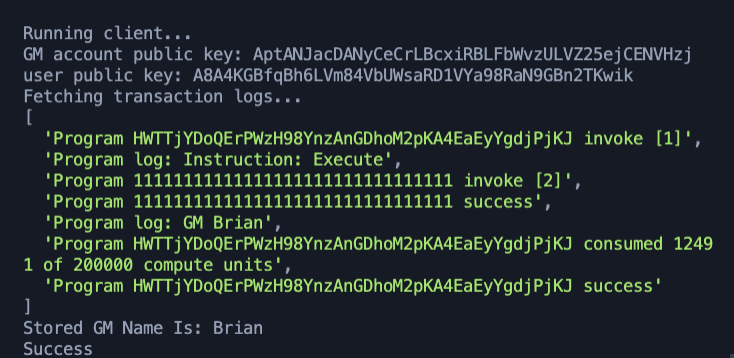 Running client...
GM account public key: AptANJacDANyCeCrLBcxiRBLFbWvzULVZ25ejCENVHzj
user public key: A8A4KGBfqBh6LVm84VbUWsaRD1VYa98RaN9GBn2TKwik
Fetching transaction logs...
[
'Program HWTTjYDoQErPWzH98YnzAnGDhoM2pKA4EaEyYgdjPjKJ invoke [1]',
'Program log: Instruction: Execute',
'Program 11111111111111111111111111111111 invoke [2]',
'Program 11111111111111111111111111111111 success',
'Program log: GM Brian',
'Program HWTTjYDoQErPWzH98YnzAnGDhoM2pKA4EaEyYgdjPjKJ consumed 1249
1 of 200000 compute units',
'Program HWTTjYDoQErPWzH98YnzAnGDhoM2pKA4EaEyYgdjPjKJ success'
]
Stored GM Name Is: Brian
Success